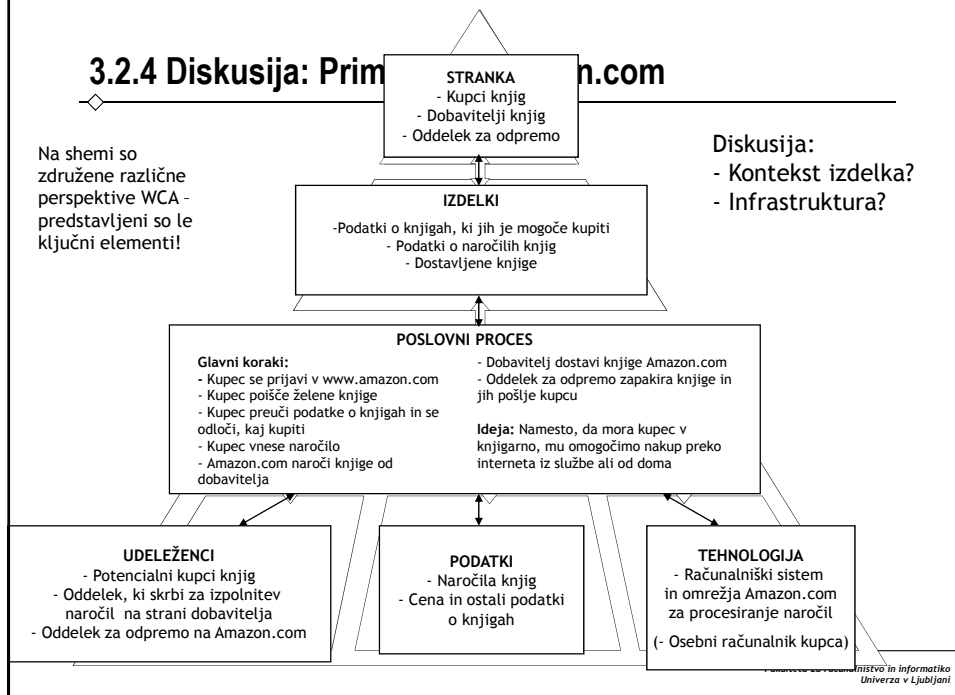 3.2.4 Diskusija: Prim n.com
STRANKA
- Kupci knjig
- Dobavitelji knjig
- Oddelek za odpremo
Na shemi so
združene različne
perspektive WCA –
predstavljeni so le
ključni elementi!
Diskusija:
- Kontekst izdelka?
- Infrastruktura?
IZDELKI
-Podatki o knjigah, ki jih je mogoče kupiti
- Podatki o naročilih knjig
- Dostavljene knjige
POSLOVNI PROCES
Glavni koraki:
- Kupec se prijavi v www.amazon.com
- Kupec poišče želene knjige
- Kupec preuči podatke o knjigah in se
odloči, kaj kupiti
- Kupec vnese naročilo
- Amazon.com naroči knjige od
dobavitelja
- Dobavitelj dostavi knjige Amazon.com
- Oddelek za odpremo zapakira knjige in
jih pošlje kupcu
Ideja: Namesto, da mora kupec v
knjigarno, mu omogočimo nakup preko
interneta iz službe ali od doma
UDELEŽENCI
- Potencialni kupci knjig
- Oddelek, ki skrbi za izpolnitev
naročil na strani dobavitelja
- Oddelek za odpremo na Amazon.com
PODATKI
- Naročila knjig
- Cena in ostali podatki
o knjigah
TEHNOLOGIJA
- Računalniški sistem
in omrežja Amazon.com
za procesiranje naročil
(- Osebni računalnik kupca)
in informatiko
Univerza v Ljubljani